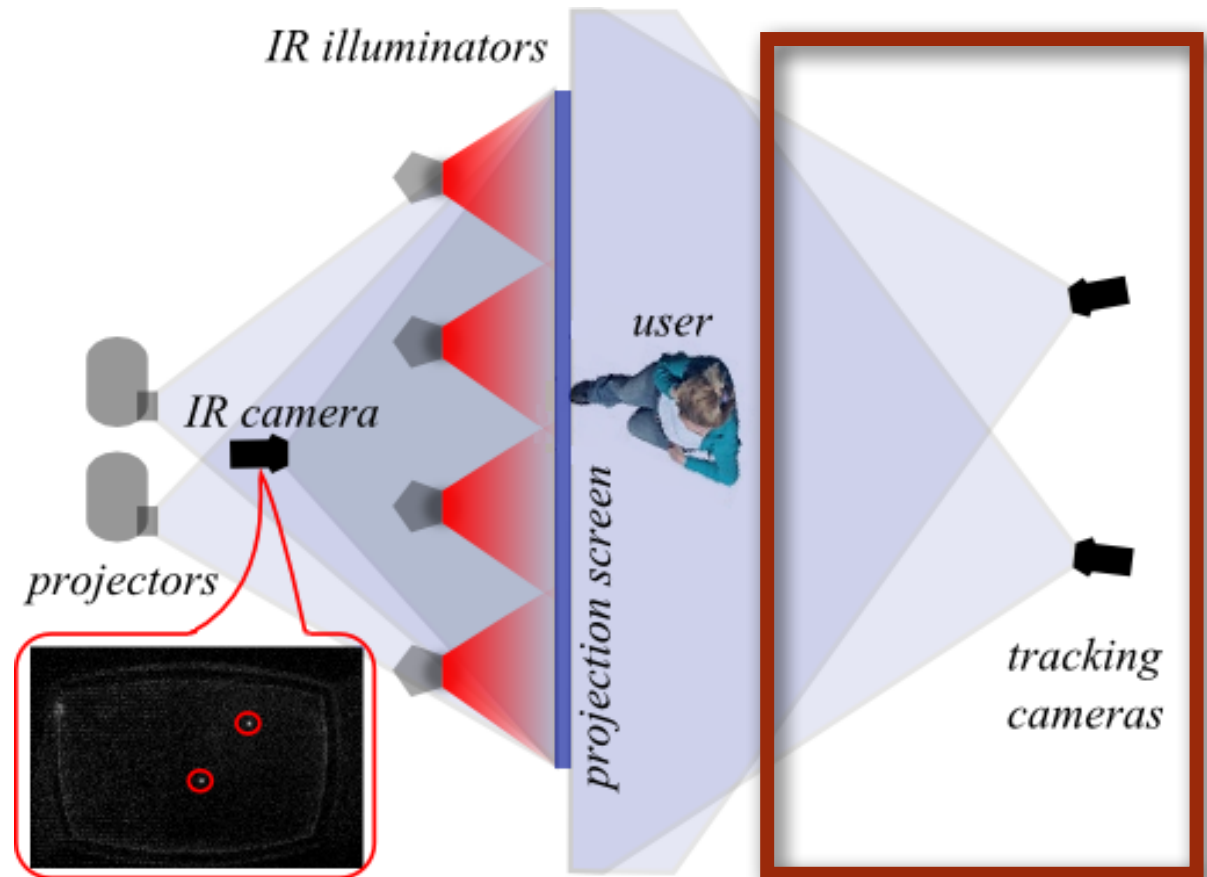 IR illuminators
user
IR camera
projectors
projection screen
tracking
cameras